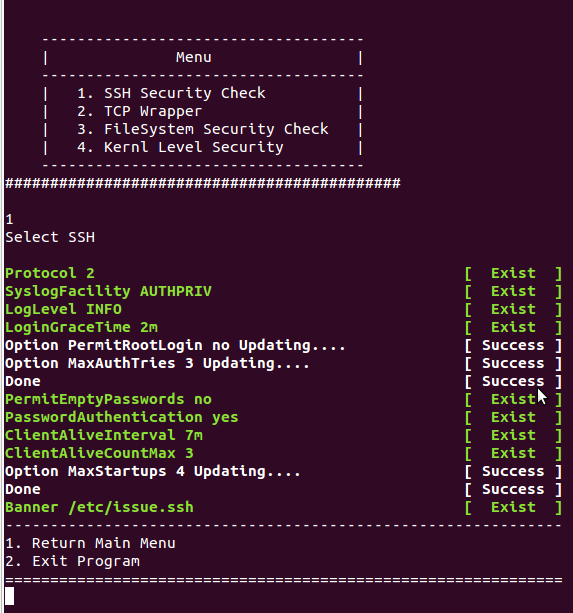 ------------------------------------
|              Menu                |
------------------------------------
|   1. SSH Security Check          |
|   2. TCP Wrapper                 |
|   3. FileSystem Security Check   |
|   4. Kernl Level Security        |
------------------------------------
############################################
1
Select SSH
Protocol 2                                         [  Exist  ]
SyslogFacility AUTHPRIV                            [  Exist  ]
LogLevel INFO                                      [  Exist  ]
LoginGraceTime 2m                                  [  Exist  ]
Option PermitRootLogin no Updating....             [ Success ]
Option MaxAuthTries 3 Updating....                 [ Success ]
Done                                               [ Success ]
PermitEmptyPasswords no                            [  Exist  ]
PasswordAuthentication yes                         [  Exist  ]
ClientAliveInterval 7m                             [  Exist  ]
ClientAliveCountMax 3                              [  Exist  ]
Option MaxStartups 4 Updating....                  [ Success ]
Done                                               [ Success ]
Banner /etc/issue.ssh                              [  Exist  ]
--------------------------------------------------------------
1. Return Main Menu
2. Exit Program
==============================================================